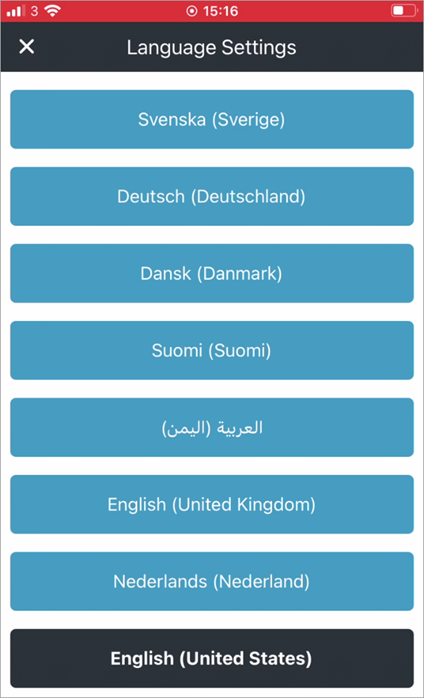 3 15:16
Language Settings
Svenska (Sverige)
Deutsch (Deutschland)
Dansk (Danmark)
Suomi (Suomi)
العربية (اليمن)
English (United Kingdom)
Nederlands (Nederland)
English (United States)